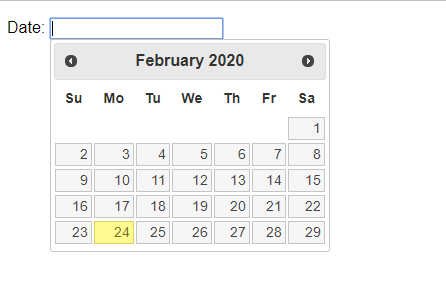 Date:
February 2020
Su Mo Tu We Th Fr Sa
1
2 3 4 5 6 7 8
9 10 11 12 13 14 15
16 17 18 19 20 21 22
23 24 25 26 27 28 29